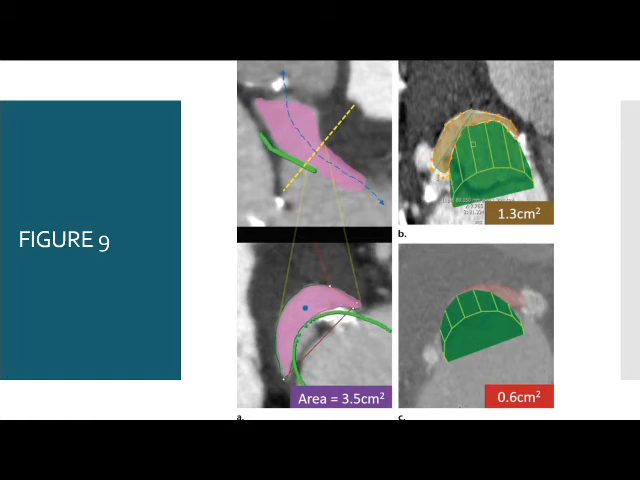 FIGURE 9
1.3cm²
b.
Area = 3.5cm²
0.6cm²
a.
c.